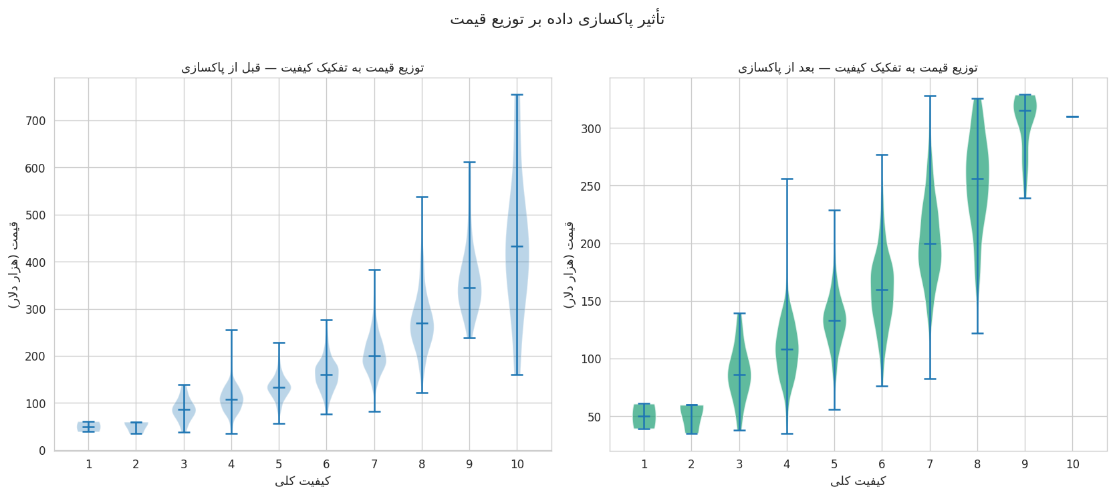 تأثیر پاکسازی داده بر توزیع قیمت
توزیع قیمت به تفکیک کیفیت — قبل از پاکسازی
قیمت (هزار دلار)
700
600
500
400
300
200
100
0
1 2 3 4 5 6 7 8 9 10
کیفیت کلی
توزیع قیمت به تفکیک کیفیت — بعد از پاکسازی
قیمت (هزار دلار)
300
250
200
150
100
50
1 2 3 4 5 6 7 8 9 10
کیفیت کلی